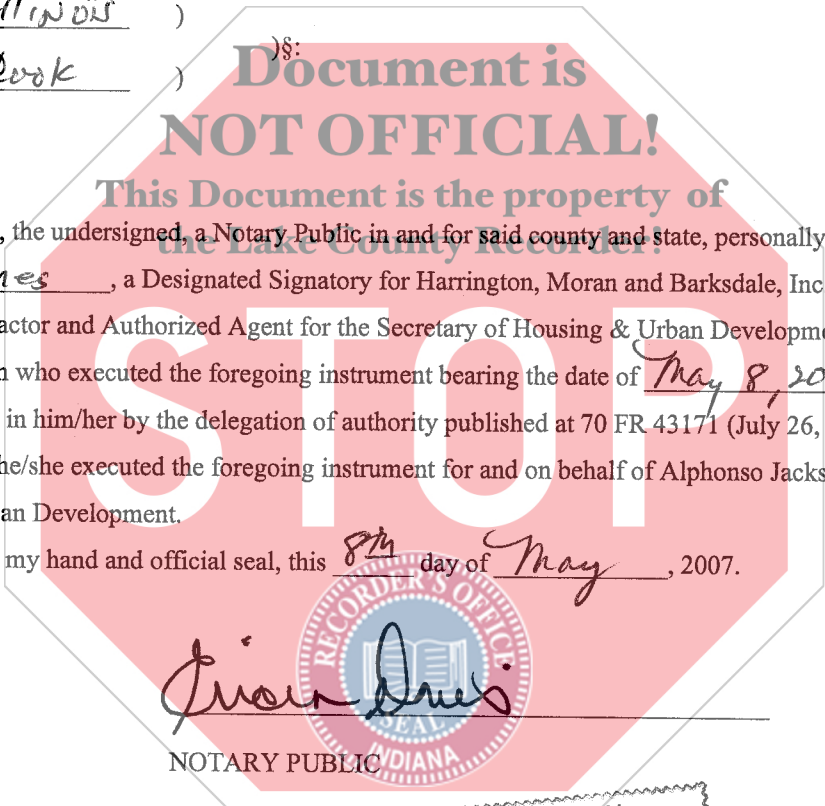 )
)§:
)
Document is
NOT OFFICIAL!
This Document is the property of
the Lake County Recorder!
, the undersigned, a Notary Public in and for said county and state, personally
, a Designated Signatory for Harrington, Moran and Barksdale, Inc
actor and Authorized Agent for the Secretary of Housing & Urban Developme
who executed the foregoing instrument bearing the date of May 8, 20
in him/her by the delegation of authority published at 70 FR 43171 (July 26,
he/she executed the foregoing instrument for and on behalf of Alphonso Jacks
an Development.
my hand and official seal, this 8th day of May, 2007.
STOP
RECORDER'S OFFICE
SEAL
INDIANA
NOTARY PUBLIC